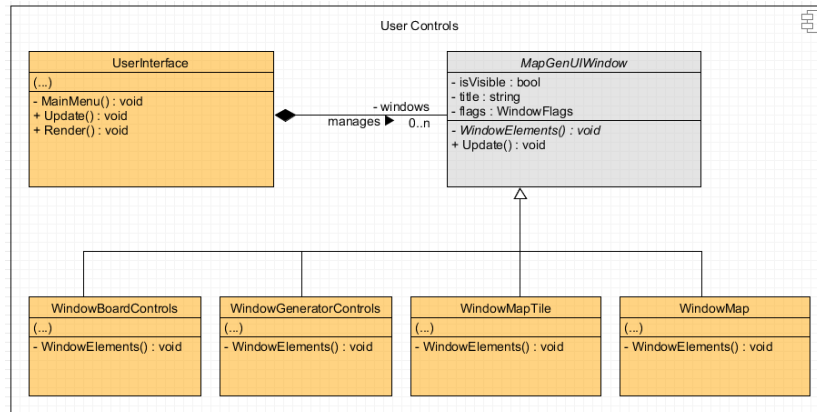 User Controls
UserInterface
(...)
- MainMenu() : void
+ Update() : void
+ Render() : void
- windows
manages
0..n
MapGenUIWindow
- isVisible : bool
- title : string
- flags : WindowFlags
- WindowElements() : void
+ Update() : void
WindowBoardControls
(...)
- WindowElements() : void
WindowGeneratorControls
(...)
- WindowElements() : void
WindowMapTile
(...)
- WindowElements() : void
WindowMap
(...)
- WindowElements() : void